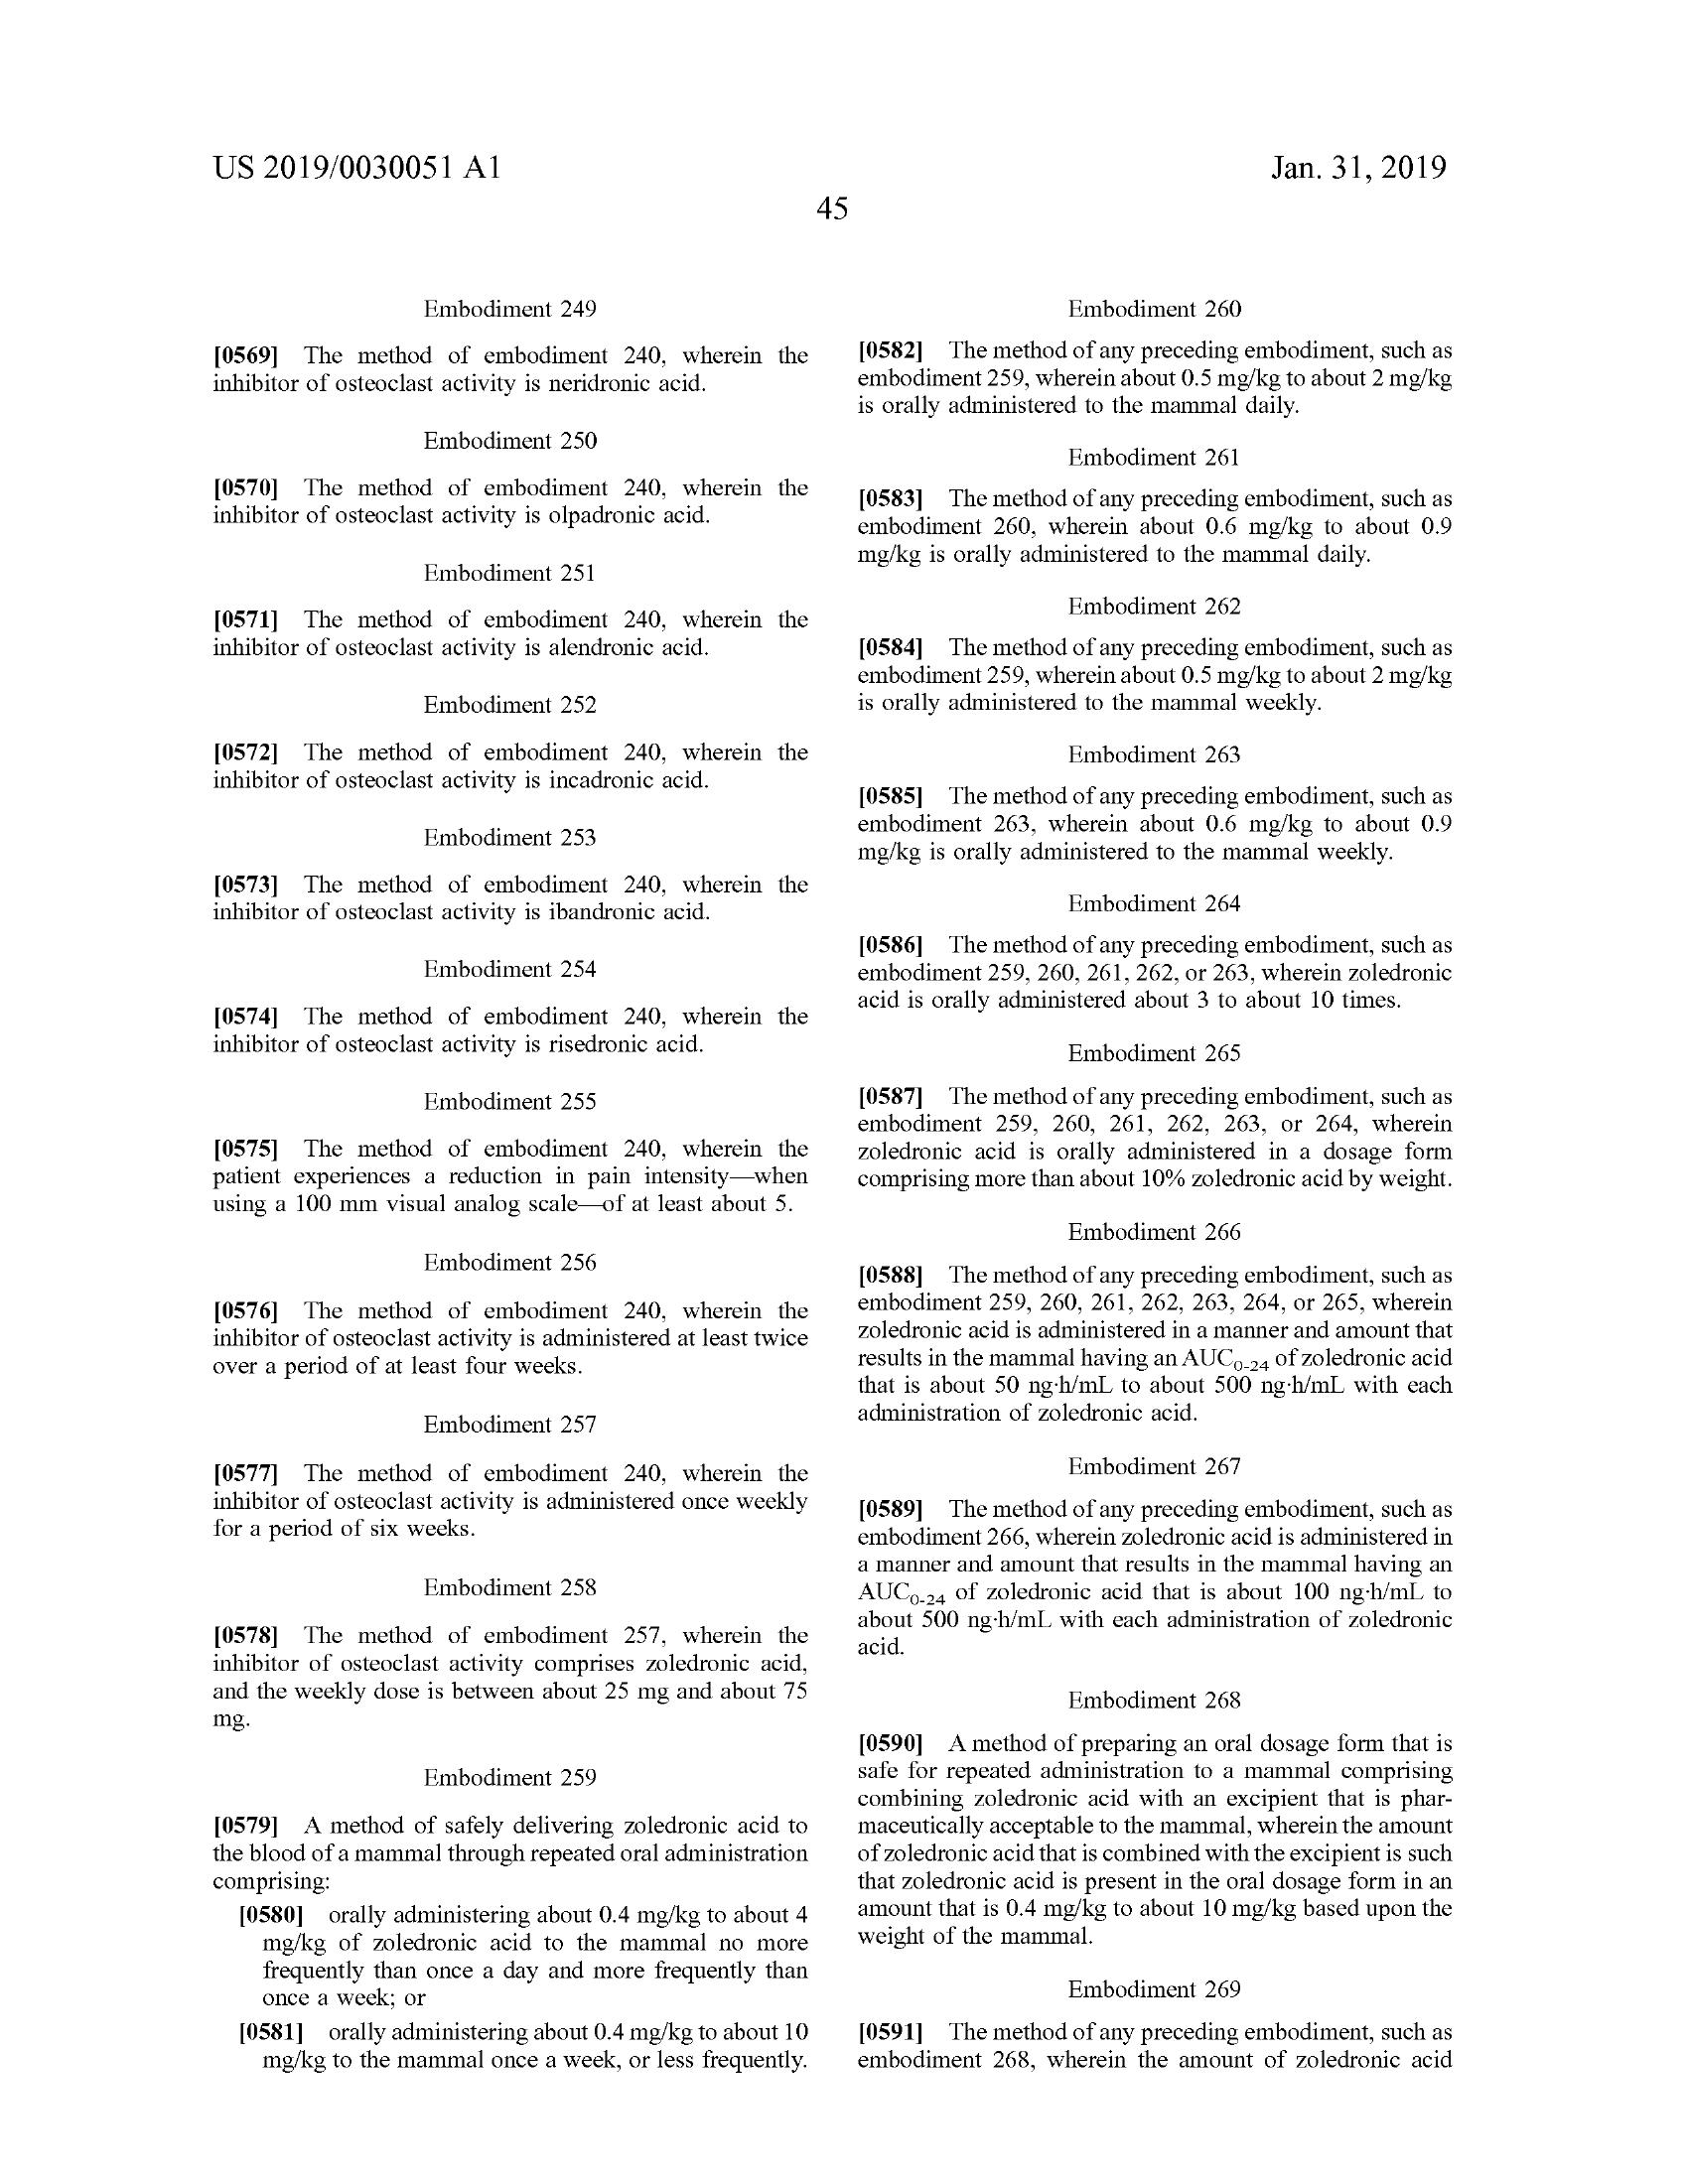 US 2019/0030051 A1
Jan. 31, 2019
45
Embodiment 249
[0569] The method of embodiment 240, wherein the
inhibitor of osteoclast activity is neridronic acid.
Embodiment 250
[0570] The method of embodiment 240, wherein the
inhibitor of osteoclast activity is olpadronic acid.
Embodiment 251
[0571] The method of embodiment 240, wherein the
inhibitor of osteoclast activity is alendronic acid.
Embodiment 252
[0572] The method of embodiment 240, wherein the
inhibitor of osteoclast activity is incadronic acid.
Embodiment 253
[0573] The method of embodiment 240, wherein the
inhibitor of osteoclast activity is ibandronic acid.
Embodiment 254
[0574] The method of embodiment 240, wherein the
inhibitor of osteoclast activity is risedronic acid.
Embodiment 255
[0575] The method of embodiment 240, wherein the
patient experiences a reduction in pain intensity—when
using a 100 mm visual analog scale—of at least about 5.
Embodiment 256
[0576] The method of embodiment 240, wherein the
inhibitor of osteoclast activity is administered at least twice
over a period of at least four weeks.
Embodiment 257
[0577] The method of embodiment 240, wherein the
inhibitor of osteoclast activity is administered once weekly
for a period of six weeks.
Embodiment 258
[0578] The method of embodiment 257, wherein the
inhibitor of osteoclast activity comprises zoledronic acid,
and the weekly dose is between about 25 mg and about 75
mg.
Embodiment 259
[0579] A method of safely delivering zoledronic acid to
the blood of a mammal through repeated oral administration
comprising:
[0580] orally administering about 0.4 mg/kg to about 4
mg/kg of zoledronic acid to the mammal no more
frequently than once a day and more frequently than
once a week; or
[0581] orally administering about 0.4 mg/kg to about 10
mg/kg to the mammal once a week, or less frequently.
Embodiment 260
[0582] The method of any preceding embodiment, such as
embodiment 259, wherein about 0.5 mg/kg to about 2 mg/kg
is orally administered to the mammal daily.
Embodiment 261
[0583] The method of any preceding embodiment, such as
embodiment 260, wherein about 0.6 mg/kg to about 0.9
mg/kg is orally administered to the mammal daily.
Embodiment 262
[0584] The method of any preceding embodiment, such as
embodiment 259, wherein about 0.5 mg/kg to about 2 mg/kg
is orally administered to the mammal weekly.
Embodiment 263
[0585] The method of any preceding embodiment, such as
embodiment 263, wherein about 0.6 mg/kg to about 0.9
mg/kg is orally administered to the mammal weekly.
Embodiment 264
[0586] The method of any preceding embodiment, such as
embodiment 259, 260, 261, 262, or 263, wherein zoledronic
acid is orally administered about 3 to about 10 times.
Embodiment 265
[0587] The method of any preceding embodiment, such as
embodiment 259, 260, 261, 262, 263, or 264, wherein
zoledronic acid is orally administered in a dosage form
comprising more than about 10% zoledronic acid by weight.
Embodiment 266
[0588] The method of any preceding embodiment, such as
embodiment 259, 260, 261, 262, 263, 264, or 265, wherein
zoledronic acid is administered in a manner and amount that
results in the mammal having an AUC0-24 of zoledronic acid
that is about 50 ng·h/mL to about 500 ng·h/mL with each
administration of zoledronic acid.
Embodiment 267
[0589] The method of any preceding embodiment, such as
embodiment 266, wherein zoledronic acid is administered in
a manner and amount that results in the mammal having an
AUC0-24 of zoledronic acid that is about 100 ng·h/mL to
about 500 ng·h/mL with each administration of zoledronic
acid.
Embodiment 268
[0590] A method of preparing an oral dosage form that is
safe for repeated administration to a mammal comprising
combining zoledronic acid with an excipient that is phar-
maceutically acceptable to the mammal, wherein the amount
of zoledronic acid that is combined with the excipient is such
that zoledronic acid is present in the oral dosage form in an
amount that is 0.4 mg/kg to about 10 mg/kg based upon the
weight of the mammal.
Embodiment 269
[0591] The method of any preceding embodiment, such as
embodiment 268, wherein the amount of zoledronic acid